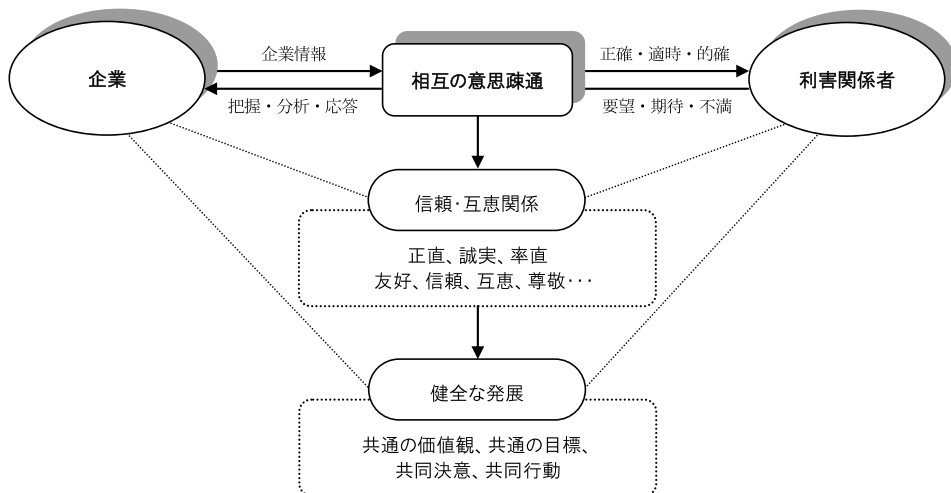 企業
企業情報
把握・分析・応答
相互の意思疎通
正確・適時・的確
要望・期待・不満
利害関係者
信頼・互恵関係
正直、誠実、率直
友好、信頼、互恵、尊敬・・・
健全な発展
共通の価値観、共通の目標、
共同決意、共同行動